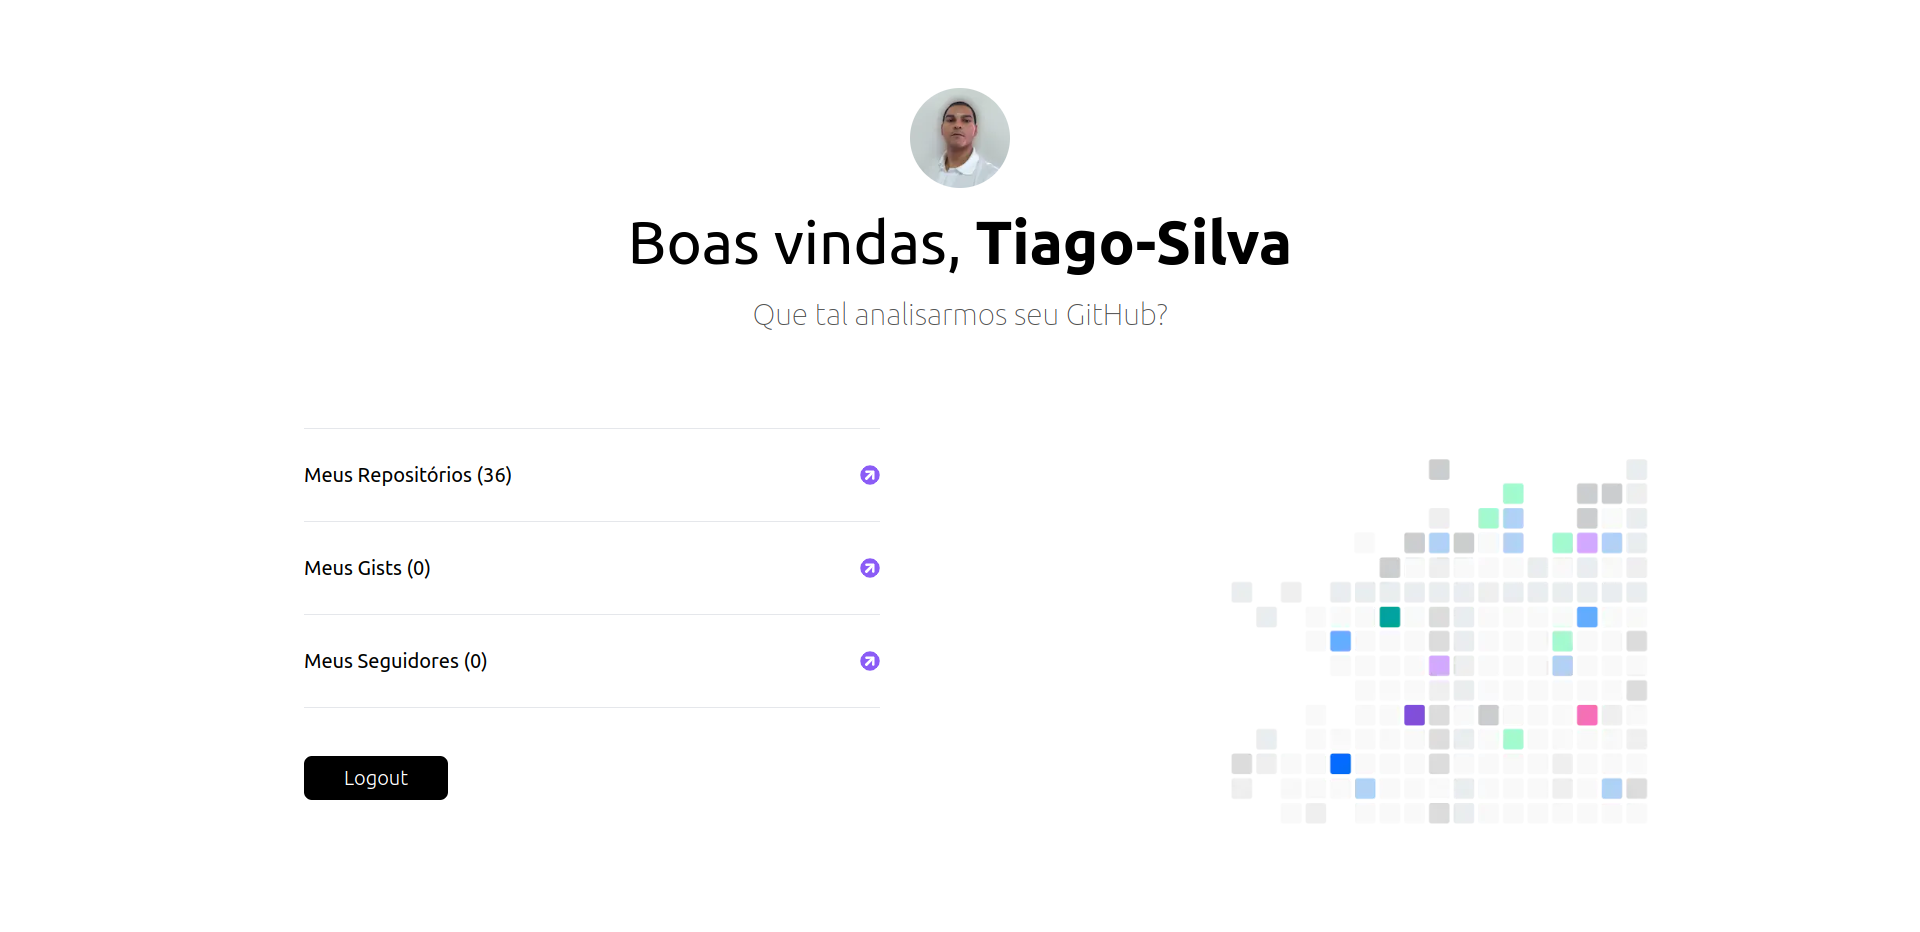 Boas vindas, Tiago-Silva
Que tal analisarmos seu GitHub?
Meus Repositórios (36)
Meus Gists (0)
Meus Seguidores (0)
Logout